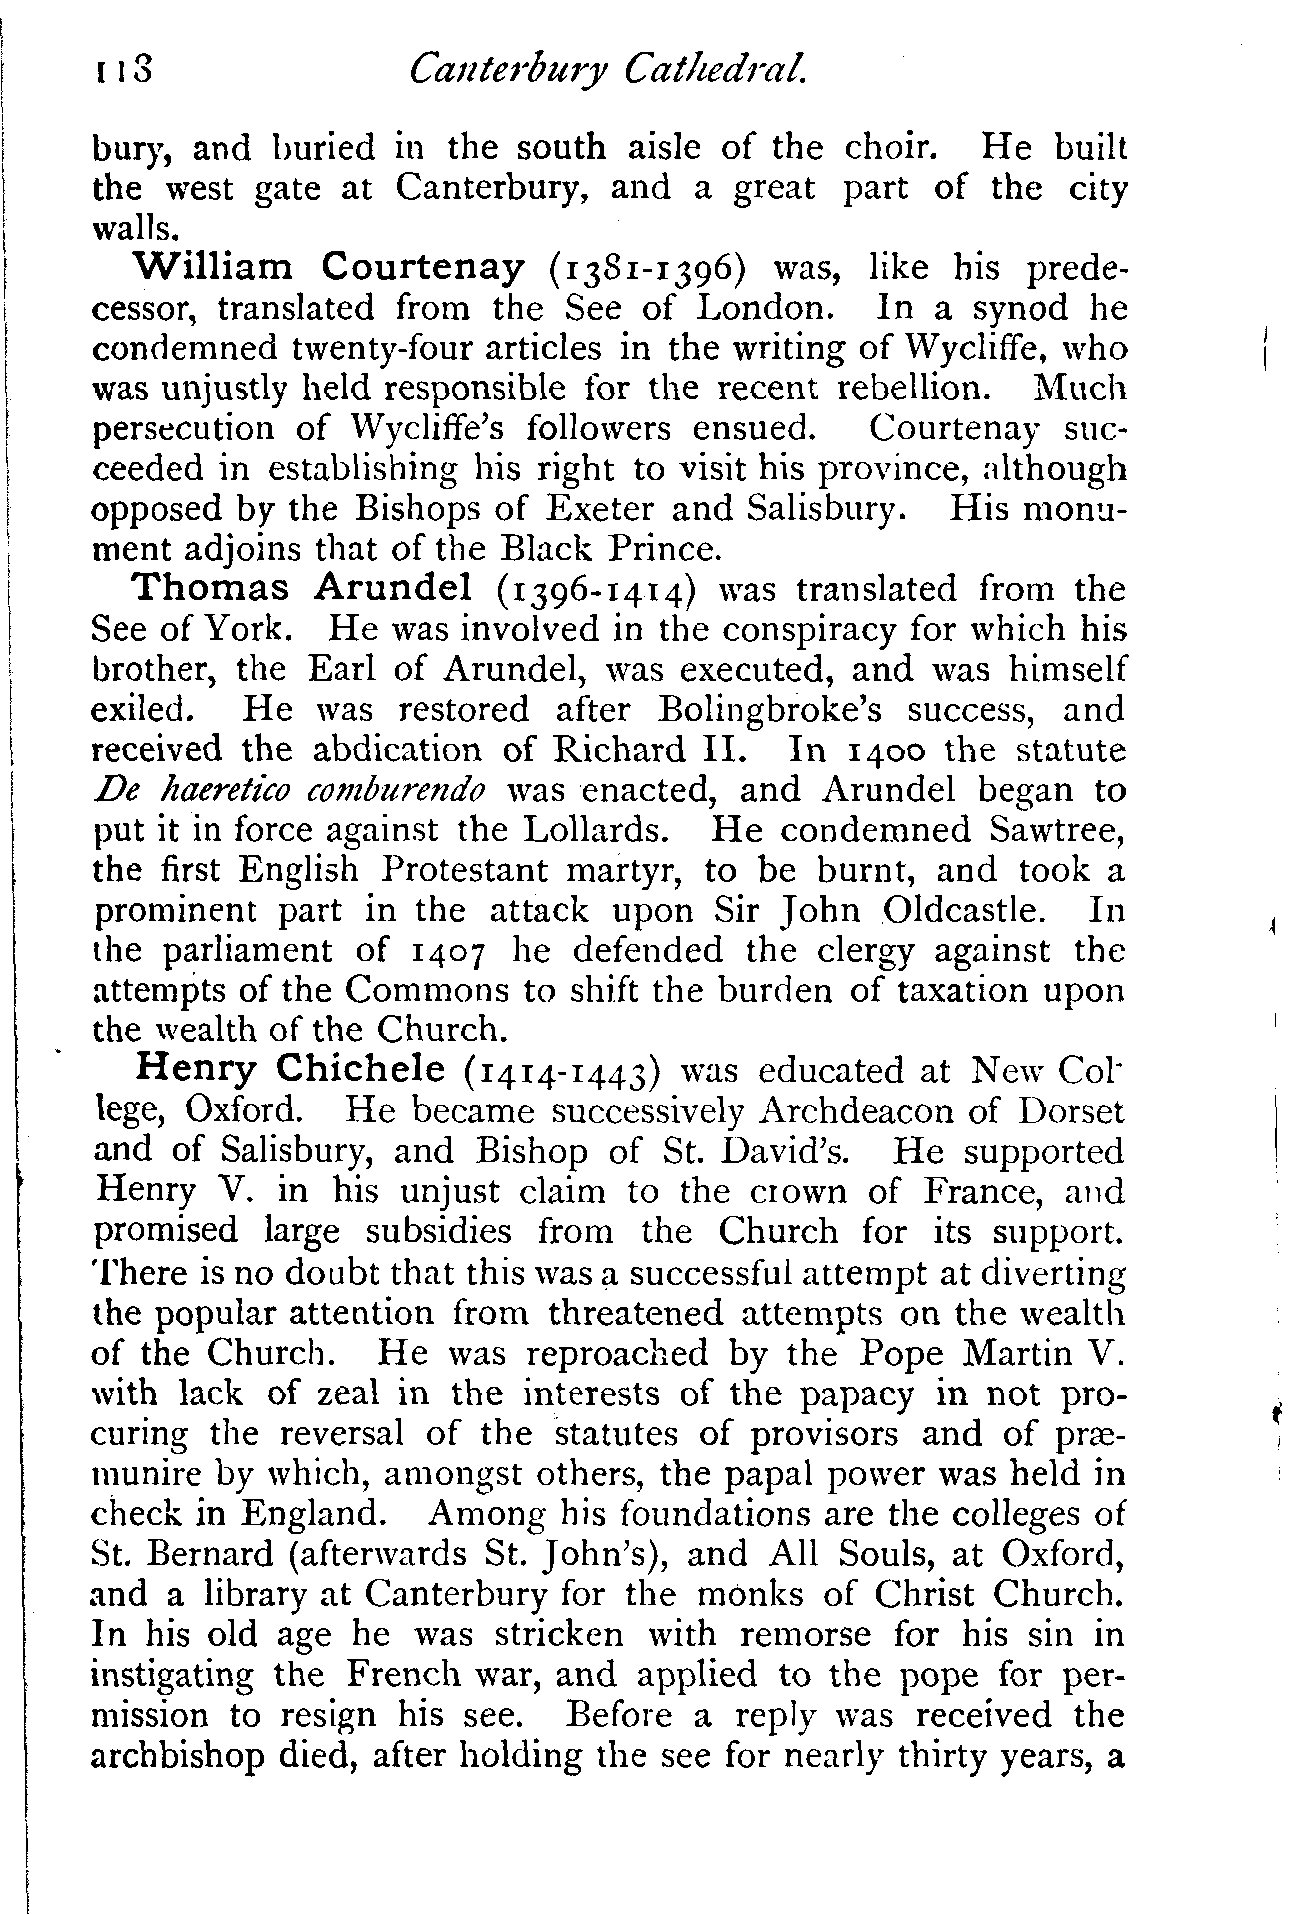 118 Canterbury Cathedral.
bury, and buried in the south aisle of the choir. He built
the west gate at Canterbury, and a great part of the city
walls.
William Courtenay (1381-1396) was, like his prede-
cessor, translated from the See of London. In a synod he
condemned twenty-four articles in the writing of Wycliffe, who
was unjustly held responsible for the recent rebellion. Much
persecution of Wycliffe's followers ensued. Courtenay suc-
ceeded in establishing his right to visit his province, although
opposed by the Bishops of Exeter and Salisbury. His monu-
ment adjoins that of the Black Prince.
Thomas Arundel (1396-1414) was translated from the
See of York. He was involved in the conspiracy for which his
brother, the Earl of Arundel, was executed, and was himself
exiled. He was restored after Bolingbroke's success, and
received the abdication of Richard II. In 1400 the statute
De haeretico comburendo was enacted, and Arundel began to
put it in force against the Lollards. He condemned Sawtree,
the first English Protestant martyr, to be burnt, and took a
prominent part in the attack upon Sir John Oldcastle. In
the parliament of 1407 he defended the clergy against the
attempts of the Commons to shift the burden of taxation upon
the wealth of the Church.
Henry Chichele (1414-1443) was educated at New Col-
lege, Oxford. He became successively Archdeacon of Dorset
and of Salisbury, and Bishop of St. David's. He supported
Henry V. in his unjust claim to the crown of France, and
promised large subsidies from the Church for its support.
There is no doubt that this was a successful attempt at diverting
the popular attention from threatened attempts on the wealth
of the Church. He was reproached by the Pope Martin V.
with lack of zeal in the interests of the papacy in not pro-
curing the reversal of the statutes of provisors and of præ-
munire by which, amongst others, the papal power was held in
check in England. Among his foundations are the colleges of
St. Bernard (afterwards St. John's), and All Souls, at Oxford,
and a library at Canterbury for the monks of Christ Church.
In his old age he was stricken with remorse for his sin in
instigating the French war, and applied to the pope for per-
mission to resign his see. Before a reply was received the
archbishop died, after holding the see for nearly thirty years, a